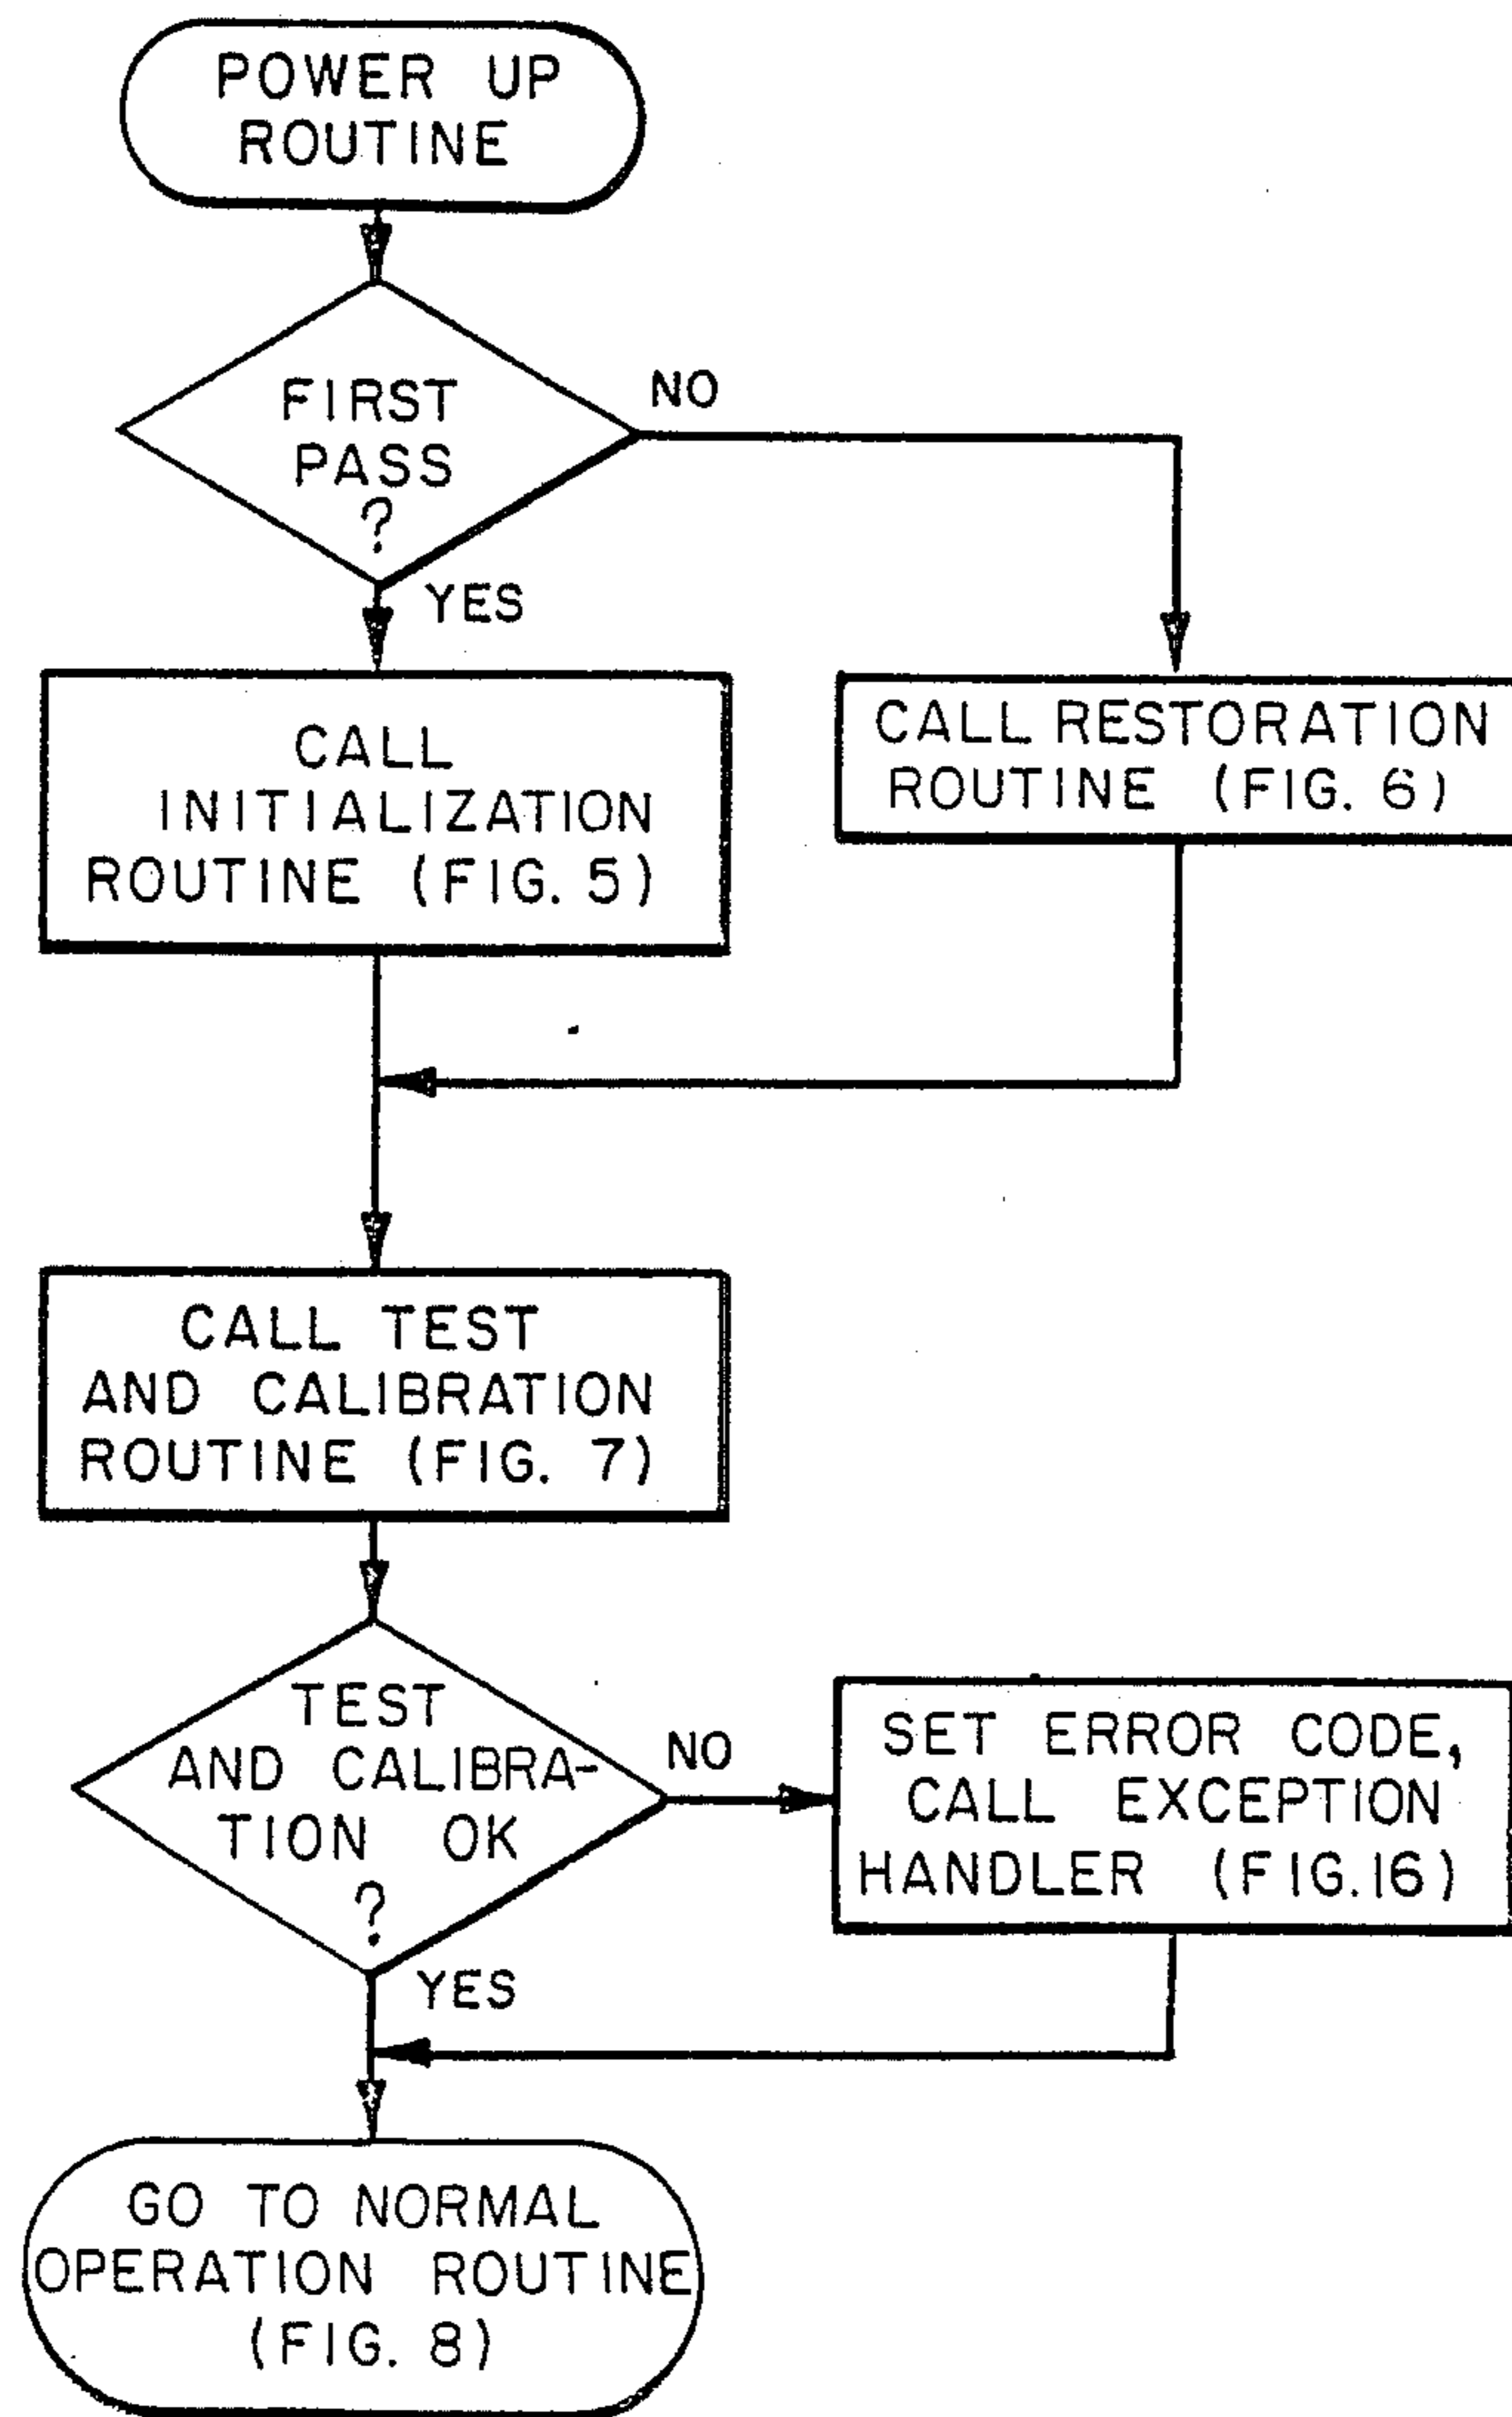 POWER UP
ROUTINE
FIRST
PASS
?
NO
YES
CALL
INITIALIZATION
ROUTINE (FIG. 5)
CALL RESTORATION
ROUTINE (FIG. 6)
CALL TEST
AND CALIBRATION
ROUTINE (FIG. 7)
TEST
AND CALIBRA-
TION OK
?
NO
YES
SET ERROR CODE,
CALL EXCEPTION
HANDLER (FIG.16)
GO TO NORMAL
OPERATION ROUTINE
(FIG. 8)